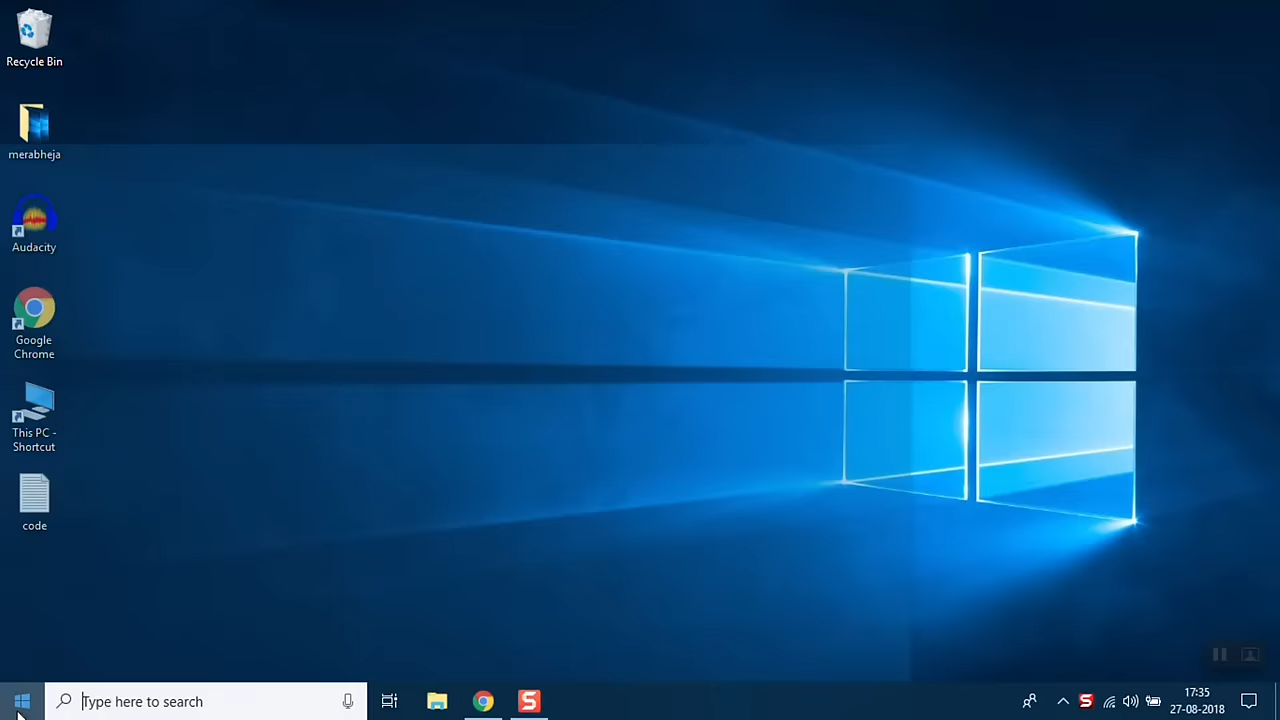 Recycle Bin
merabheja
Audacity
Google
Chrome
This PC -
Shortcut
code
Type here to search
17:35
27-08-2018